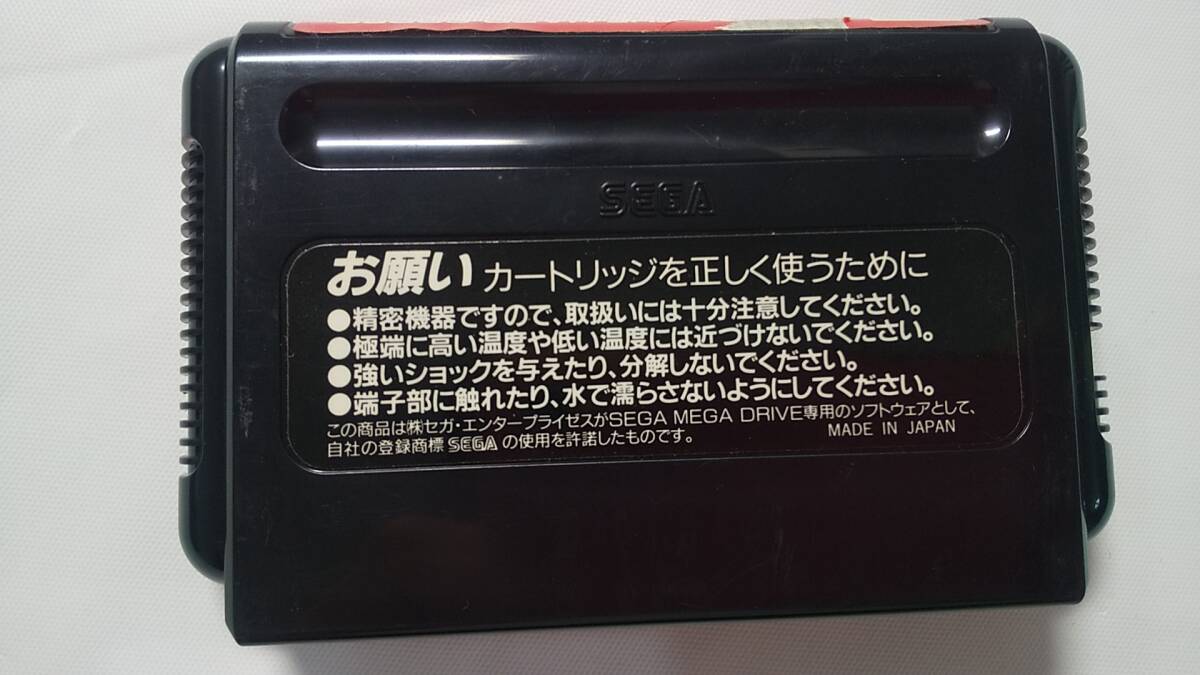 SEGA
お願い カートリッジを正しく使うために
●精密機器ですので、取扱いには十分注意してください。
●極端に高い温度や低い温度には近づけないでください。
●強いショックを与えたり、分解しないでください。
●端子部に触れたり、水で濡らさないようにしてください。
この商品は㈱セガ・エンタープライゼスがSEGA MEGA DRIVE専用のソフトウェアとして、
自社の登録商標 SEGA の使用を許諾したものです。 MADE IN JAPAN